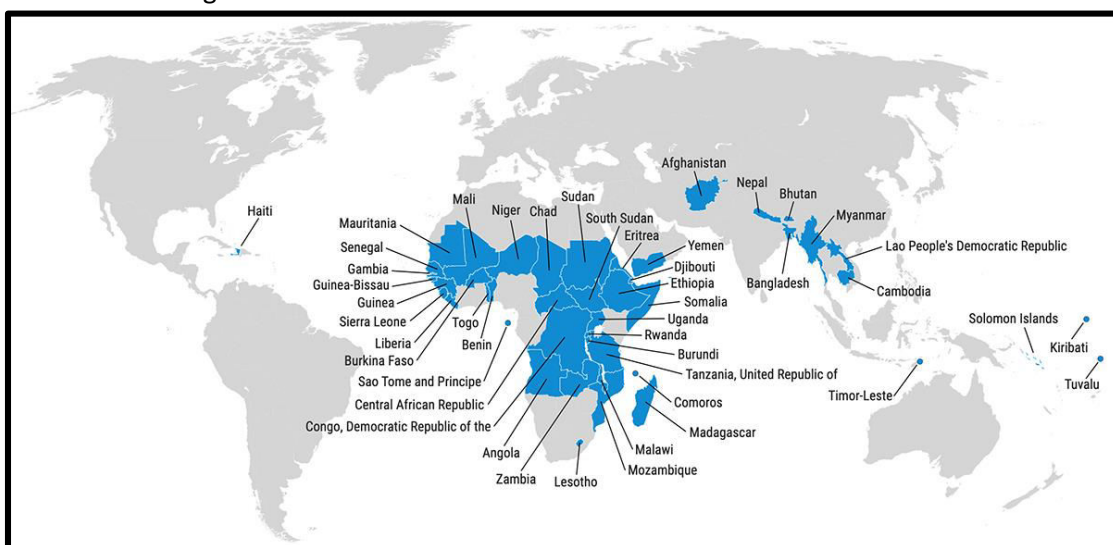 Haiti
Mauritania
Mali
Niger
Chad
Sudan
South Sudan
Eritrea
Senegal
Gambia
Guinea-Bissau
Guinea
Sierra Leone
Liberia
Burkina Faso
Togo
Benin
Sao Tome and Principe
Central African Republic
Congo, Democratic Republic of the
Angola
Zambia
Lesotho
Yemen
Djibouti
Ethiopia
Somalia
Uganda
Rwanda
Burundi
Tanzania, United Republic of
Comoros
Madagascar
Malawi
Mozambique
Afghanistan
Nepal
Bhutan
Myanmar
Lao People's Democratic Republic
Bangladesh
Cambodia
Solomon Islands
Kiribati
Timor-Leste
Tuvalu